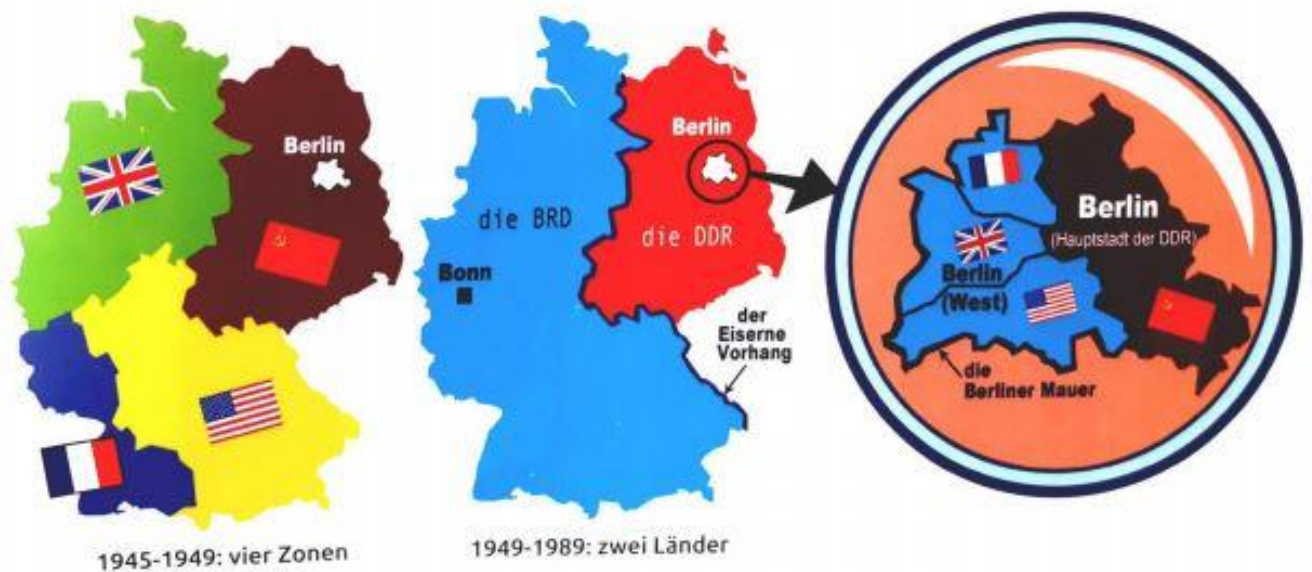 Berlin
1945-1949: vier Zonen
Berlin
die BRD
die DDR
Bonn
der
Eiserne
Vorhang
1949-1989: zwei Länder
Berlin
(Hauptstadt der DDR)
Berlin
(West)
die
Berliner Mauer